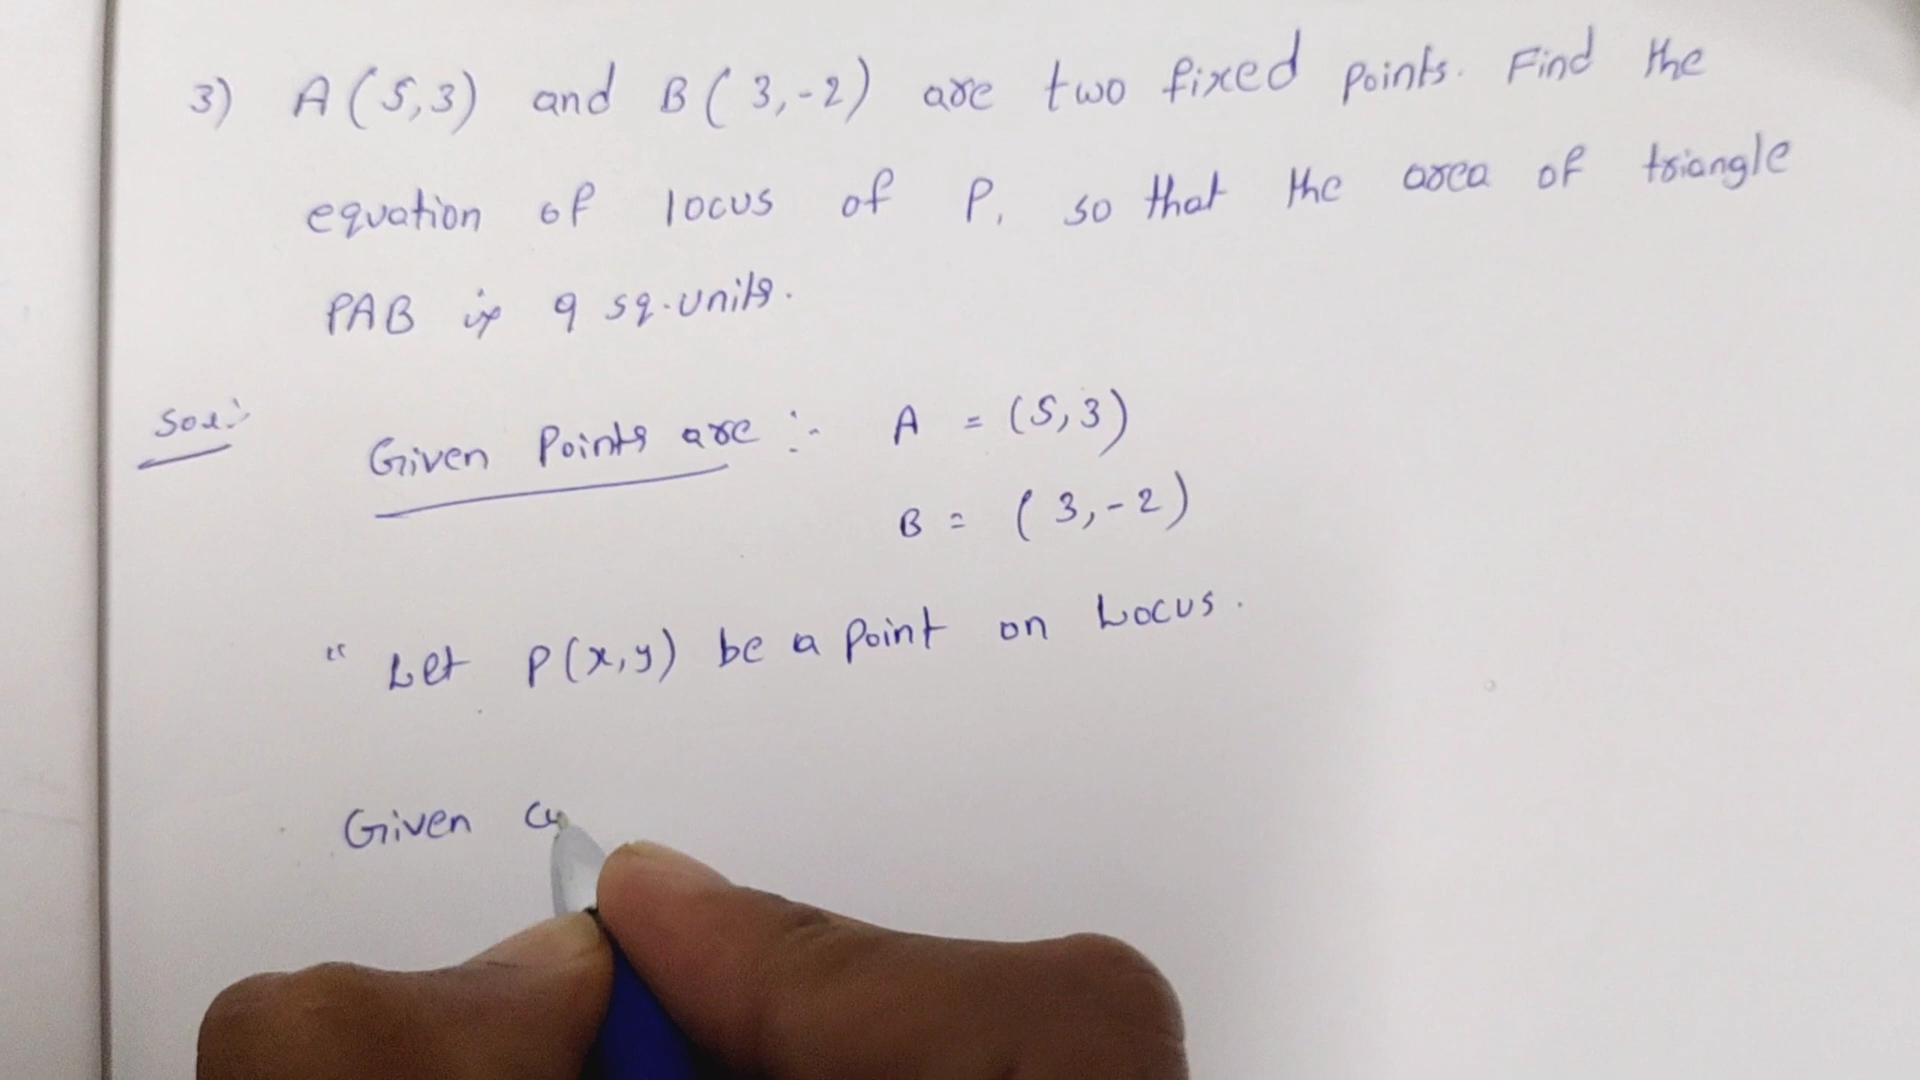 3) A(5,3) and B(3,-2) are two fixed points. Find the
equation of locus of P, so that the area of triangle
PAB is 9 sq.units.
Sol:-
Given Points are :- A = (5,3)
B = (3,-2)
" Let P(x,y) be a point on Locus.
Given